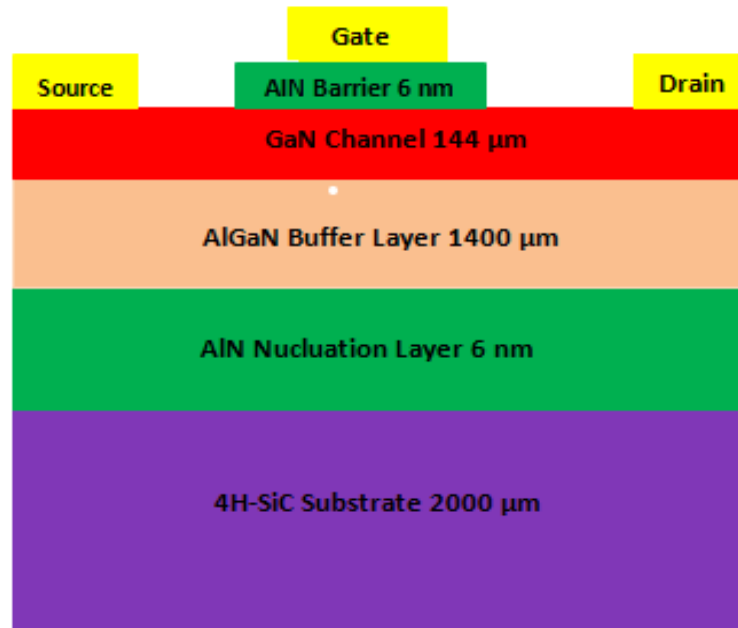 Gate
Source
AlN Barrier 6 nm
Drain
GaN Channel 144 µm
AlGaN Buffer Layer 1400 µm
AlN Nucluation Layer 6 nm
4H-SiC Substrate 2000 µm